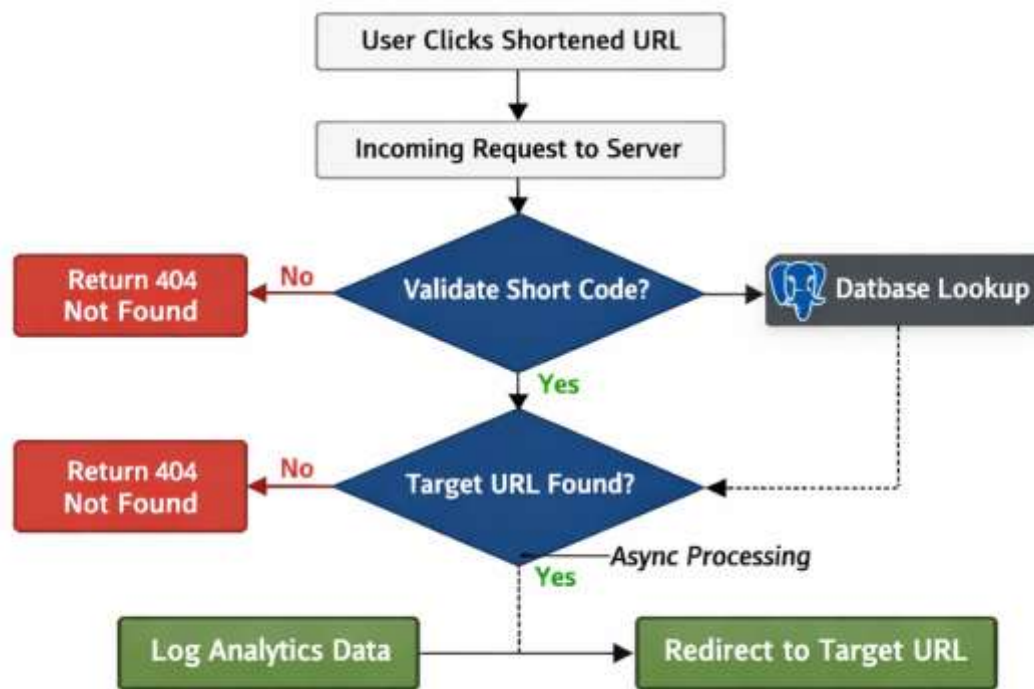 User Clicks Shortened URL
Incoming Request to Server
Return 404
Not Found
No
Validate Short Code?
Datbase Lookup
Yes
Return 404
Not Found
No
Target URL Found?
Async Processing
Yes
Log Analytics Data
Redirect to Target URL